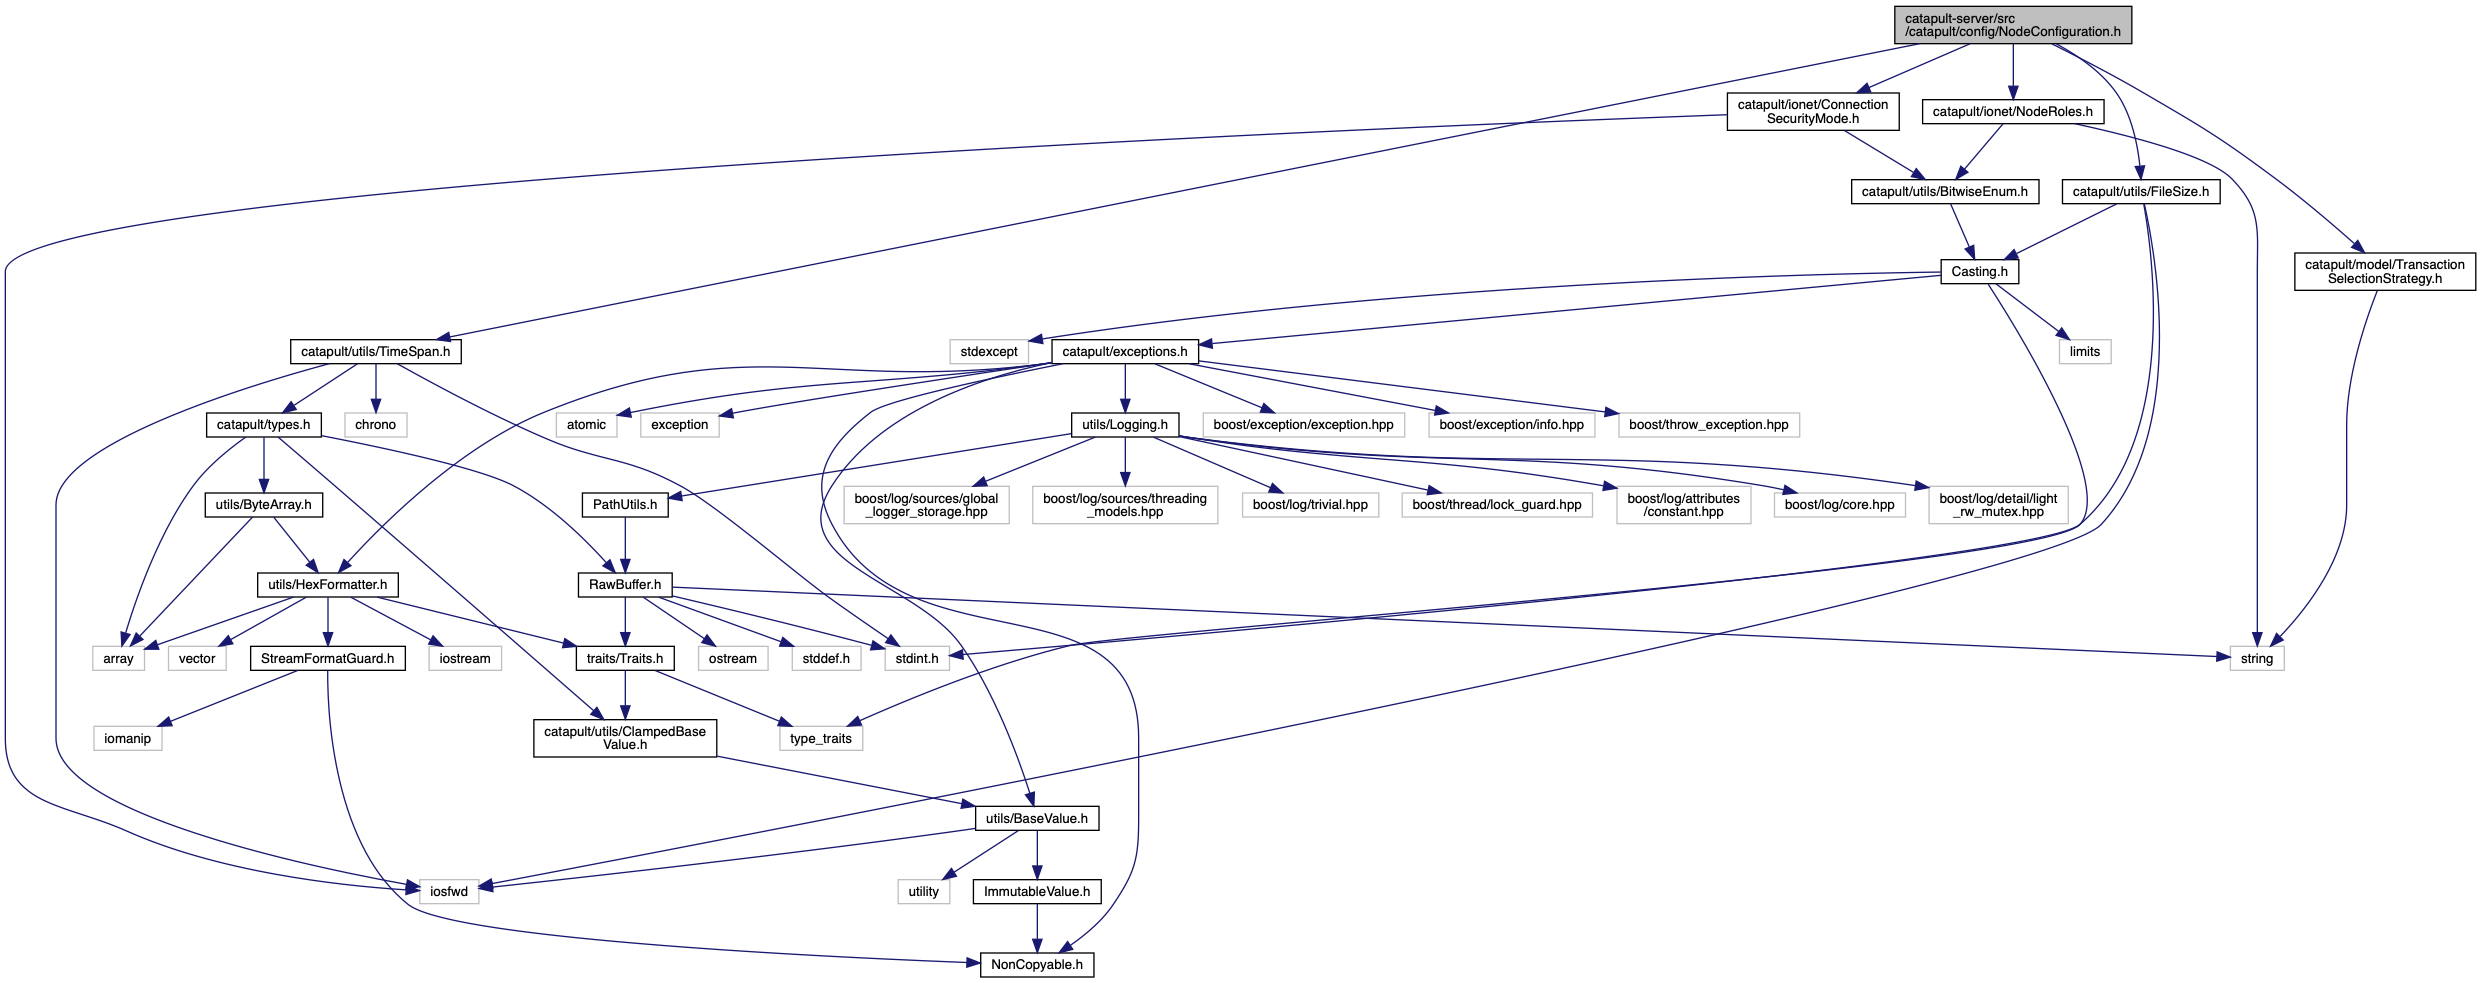 catapult-server/src
/catapult/config/NodeConfiguration.h
catapult/ionet/Connection
SecurityMode.h
catapult/ionet/NodeRoles.h
catapult/utils/BitwiseEnum.h
catapult/utils/FileSize.h
Casting.h
catapult/model/Transaction
SelectionStrategy.h
catapult/utils/TimeSpan.h
stdexcept
catapult/exceptions.h
limits
catapult/types.h
chrono
atomic
exception
utils/Logging.h
boost/exception/exception.hpp
boost/exception/info.hpp
boost/throw_exception.hpp
utils/ByteArray.h
PathUtils.h
boost/log/sources/global
_logger_storage.hpp
boost/log/sources/threading
_models.hpp
boost/log/trivial.hpp
boost/thread/lock_guard.hpp
boost/log/attributes
/constant.hpp
boost/log/core.hpp
boost/log/detail/light
_rw_mutex.hpp
utils/HexFormatter.h
RawBuffer.h
array
vector
StreamFormatGuard.h
iostream
traits/Traits.h
ostream
stddef.h
stdint.h
string
iomanip
catapult/utils/ClampedBase
Value.h
type_traits
utils/BaseValue.h
iosfwd
utility
ImmutableValue.h
NonCopyable.h